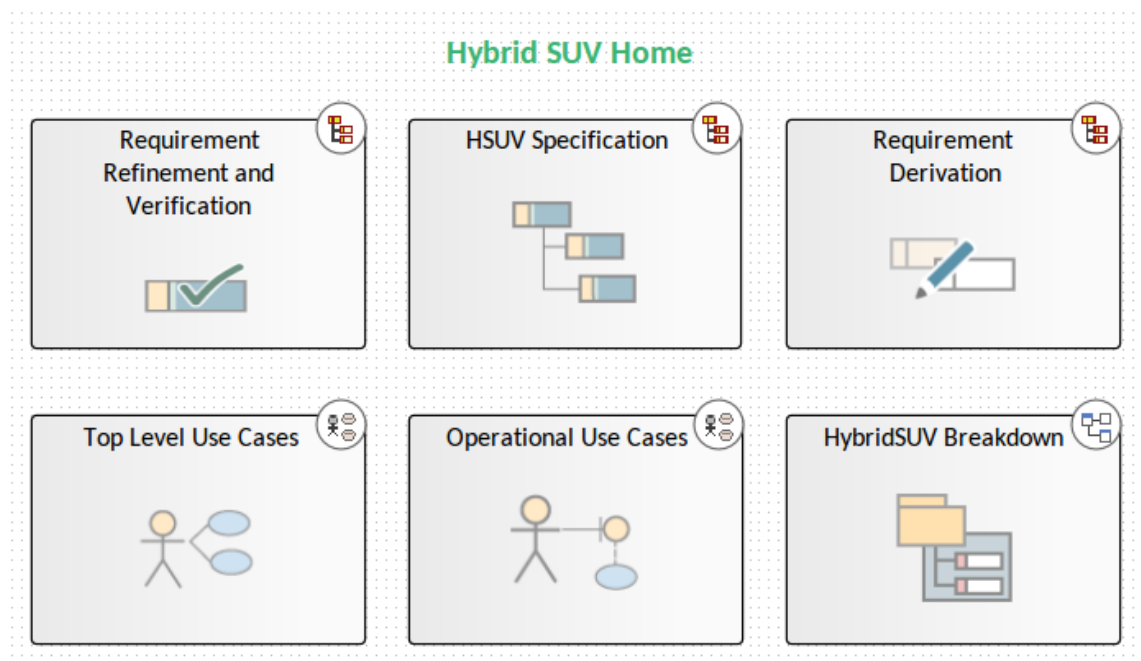 Hybrid SUV Home
Requirement
Refinement and
Verification
HSUV Specification
Requirement
Derivation
Top Level Use Cases
Operational Use Cases
HybridSUV Breakdown